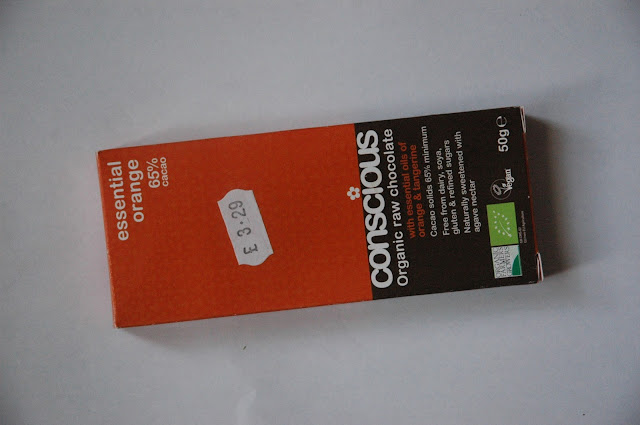 essential
orange
65%
cacao
£ 3·29
conscious
Organic raw chocolate
with essential oils of
orange & tangerine
Cacao solids 65% minimum
Free from dairy, soya,
gluten & refined sugars
Naturally sweetened with
agave nectar
50g ℮
Vegan